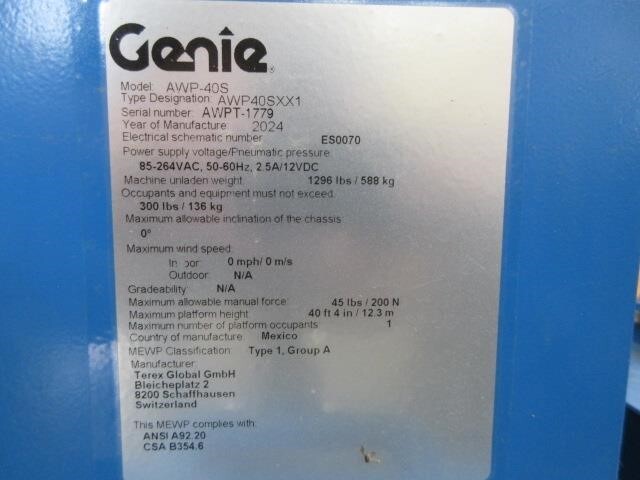 Genie
Model: AWP-40S
Type Designation: AWP40SXX1
Serial number: AWPT-1779
Year of Manufacture: 2024
Electrical schematic number ES0070
Power supply voltage/Pneumatic pressure:
85-264VAC, 50-60Hz, 2.5A/12VDC
Machine unladen weight: 1296 lbs / 588 kg
Occupants and equipment must not exceed:
300 lbs / 136 kg
Maximum allowable inclination of the chassis
0°
Maximum wind speed:
0 mph/ 0 m/s
Outdoor: N/A
Gradeability: N/A
Maximum allowable manual force: 45 lbs / 200 N
Maximum platform height: 40 ft 4 in / 12.3 m
Maximum number of platform occupants: 1
Country of manufacture: Mexico
MEWP Classification: Type 1, Group A
Manufacturer:
Terex Global GmbH
Bleicheplatz 2
8200 Schaffhausen
Switzerland
This MEWP complies with:
ANSI A92.20
CSA B354.6